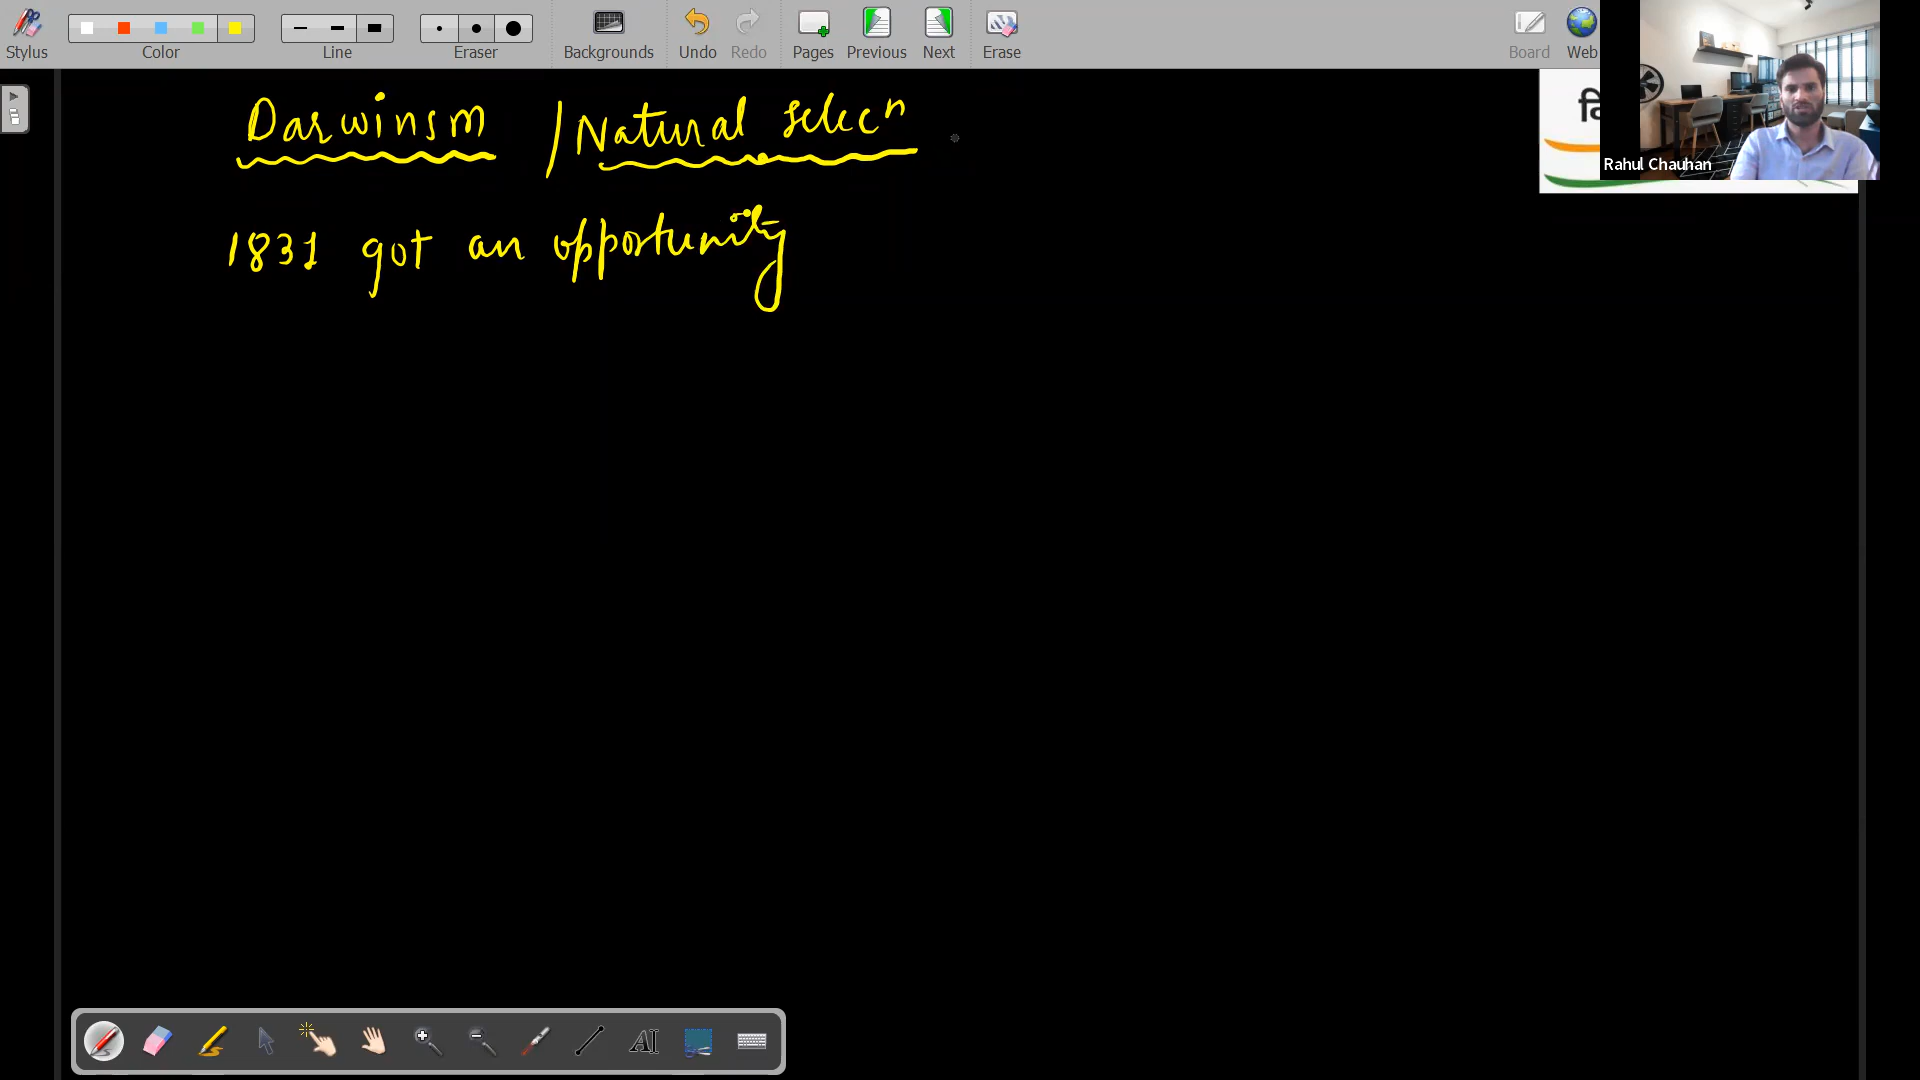 Stylus Color Line Eraser Backgrounds Undo Redo Pages Previous Next Erase Board Web
Rahul Chauhan
Darwinsm / Natural selecⁿ
1831 got an opportunity